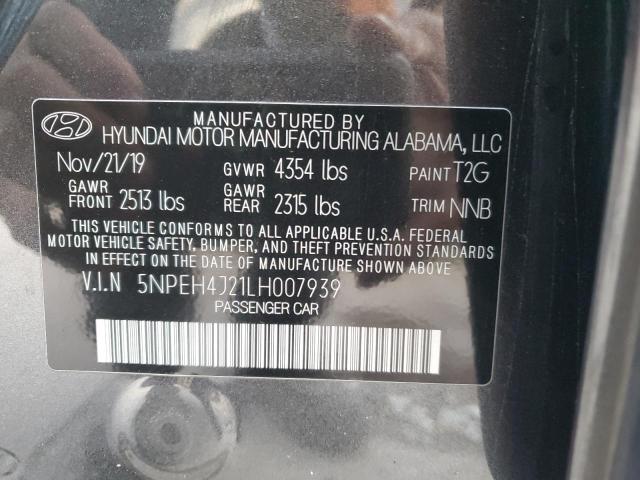 MANUFACTURED BY
HYUNDAI MOTOR MANUFACTURING ALABAMA, LLC
Nov/21/19 GVWR 4354 lbs PAINT T2G
GAWR FRONT 2513 lbs GAWR REAR 2315 lbs TRIM NNB
THIS VEHICLE CONFORMS TO ALL APPLICABLE U.S.A. FEDERAL
MOTOR VEHICLE SAFETY, BUMPER, AND THEFT PREVENTION STANDARDS
IN EFFECT ON THE DATE OF MANUFACTURE SHOWN ABOVE.
V.I.N 5NPEH4J21LH007939
PASSENGER CAR